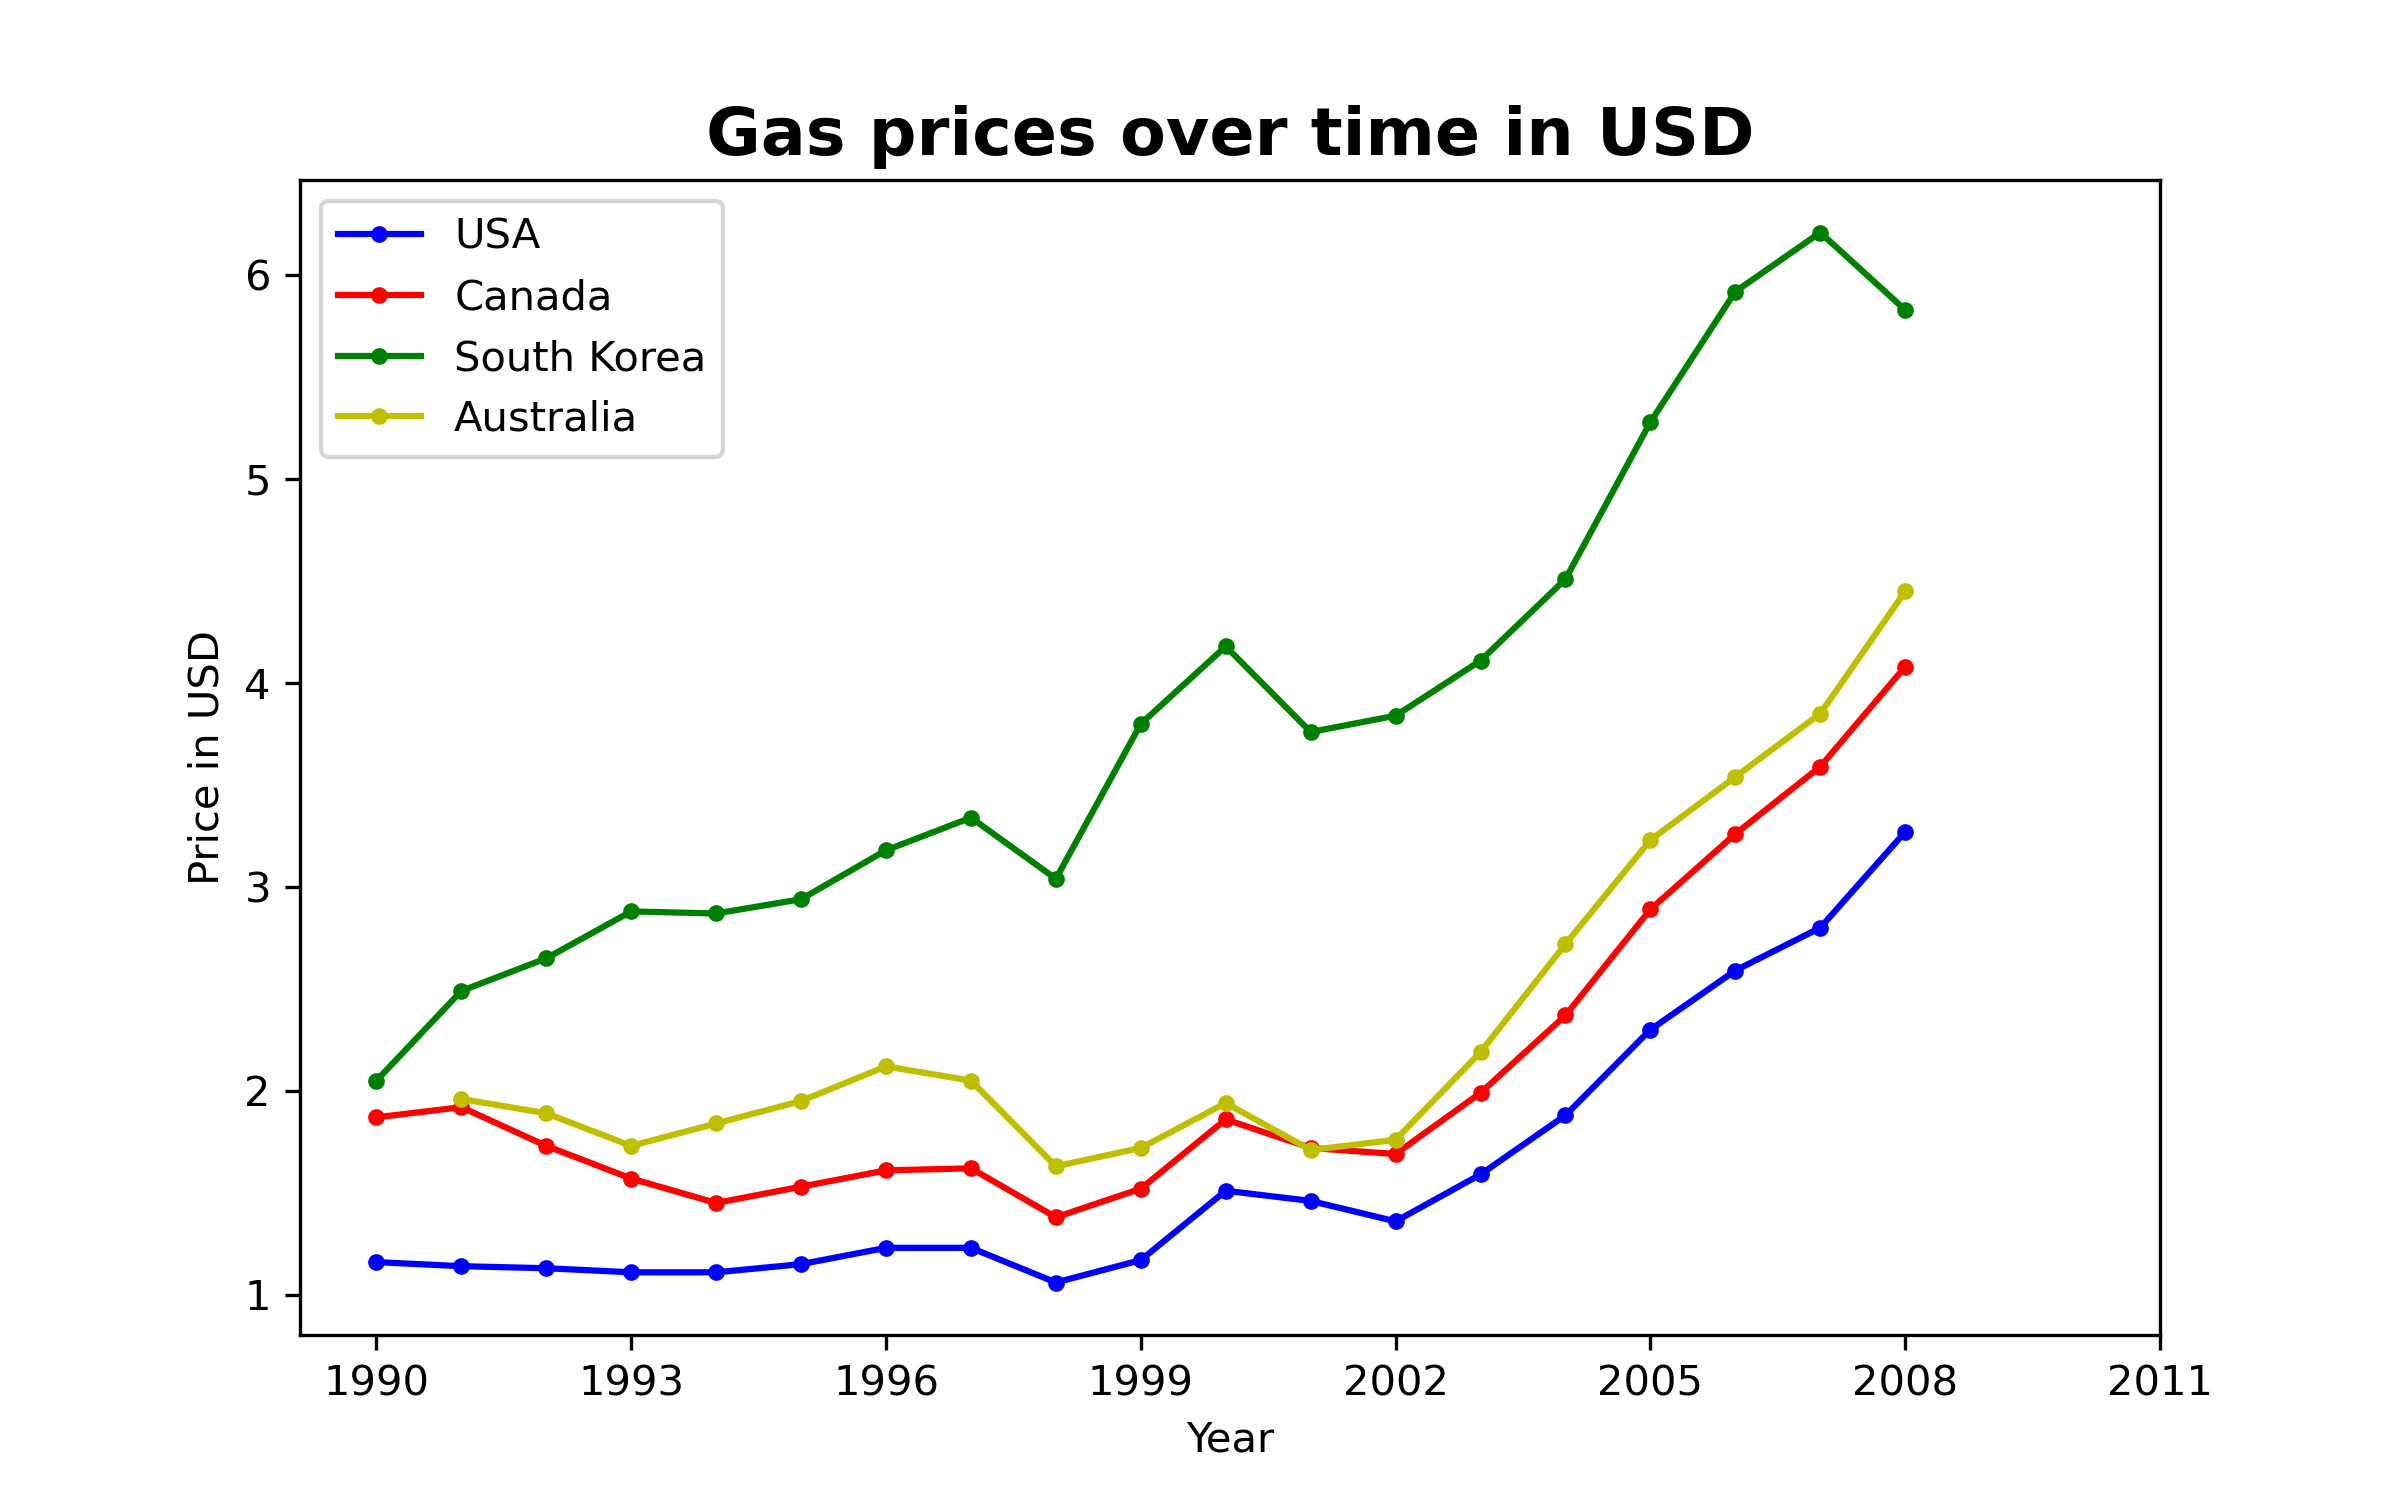 Gas prices over time in USD
USA
Canada
South Korea
Australia
6
5
4
3
2
1
Price in USD
1990 1993 1996 1999 2002 2005 2008 2011
Year